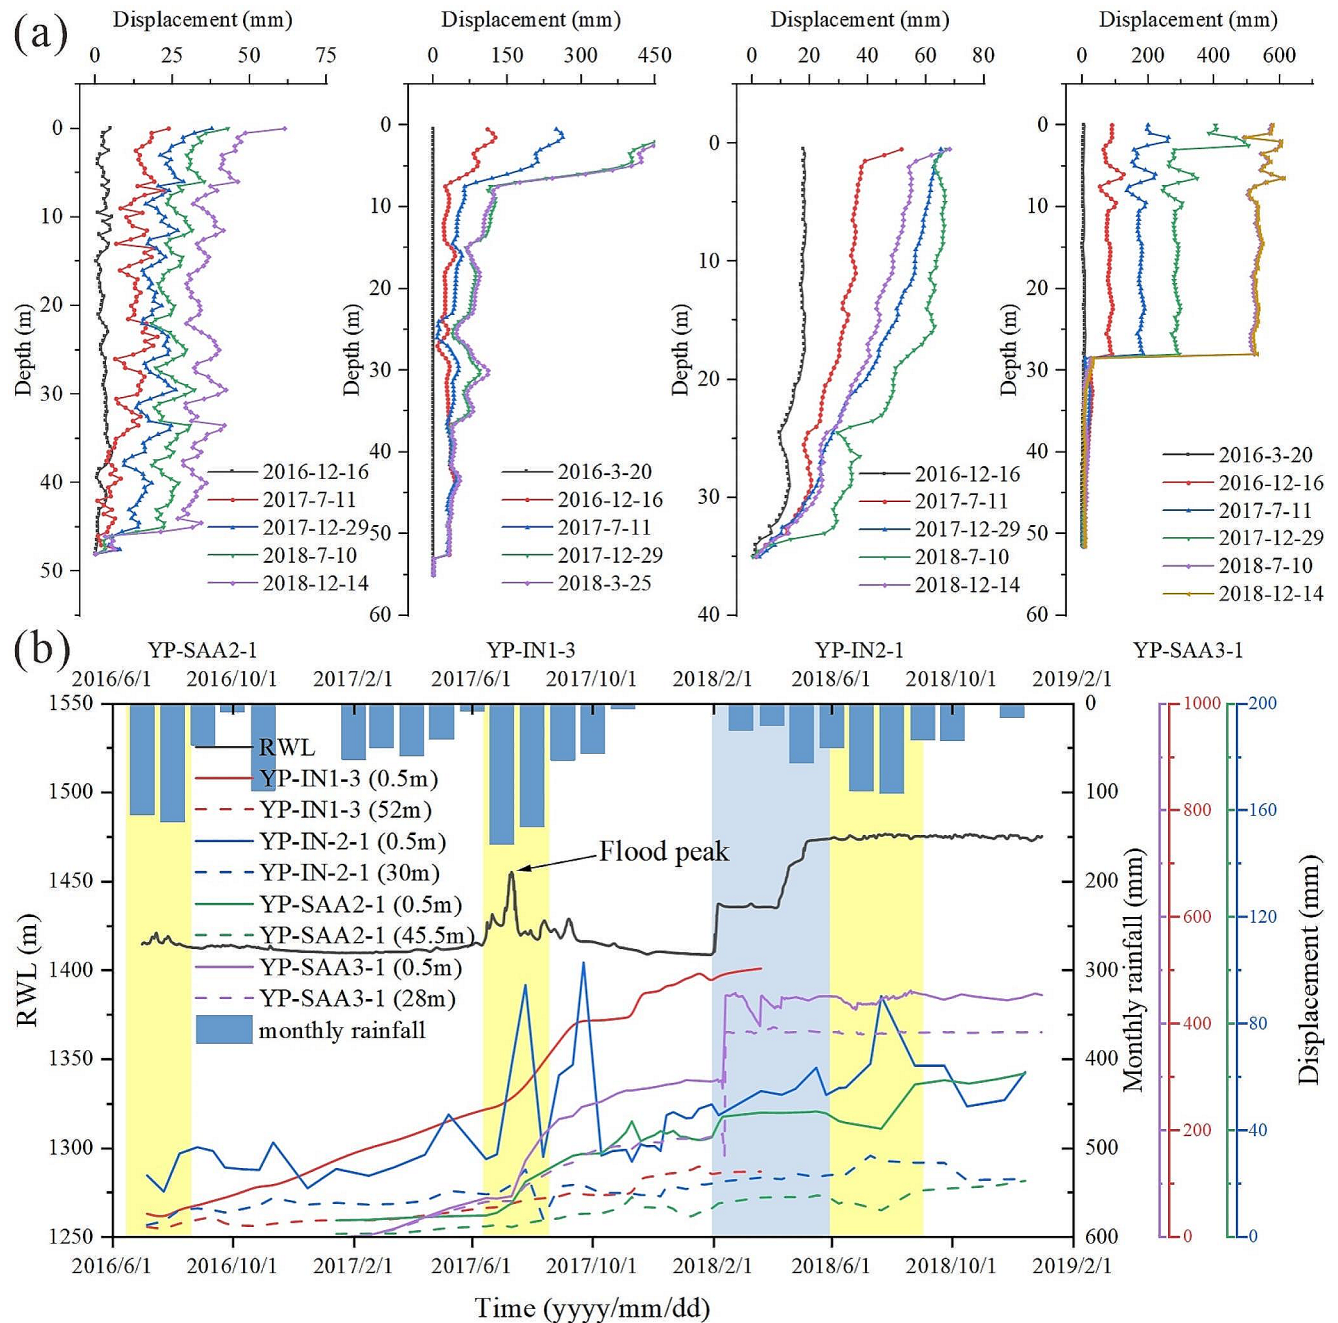 (a)
Displacement (mm)
0 25 50 75
0
10
20
30
40
50
Depth (m)
2016-12-16
2017-7-11
2017-12-29
2018-7-10
2018-12-14
YP-SAA2-1
Displacement (mm)
0 150 300 450
0
10
20
30
40
50
60
Depth (m)
2016-3-20
2016-12-16
2017-7-11
2017-12-29
2018-3-25
YP-IN1-3
Displacement (mm)
0 20 40 60 80
0
10
20
30
40
Depth (m)
2016-12-16
2017-7-11
2017-12-29
2018-7-10
2018-12-14
YP-IN2-1
Displacement (mm)
0 200 400 600
0
10
20
30
40
50
60
Depth (m)
2016-3-20
2016-12-16
2017-7-11
2017-12-29
2018-7-10
2018-12-14
YP-SAA3-1
(b)
2016/6/1 2016/10/1 2017/2/1 2017/6/1 2017/10/1 2018/2/1 2018/6/1 2018/10/1 2019/2/1
1550
1500
1450
1400
1350
1300
1250
RWL (m)
RWL
YP-IN1-3 (0.5m)
YP-IN1-3 (52m)
YP-IN-2-1 (0.5m)
YP-IN-2-1 (30m)
YP-SAA2-1 (0.5m)
YP-SAA2-1 (45.5m)
YP-SAA3-1 (0.5m)
YP-SAA3-1 (28m)
monthly rainfall
Flood peak
0
100
200
300
400
500
600
Monthly rainfall (mm)
1000
800
600
400
200
0
200
160
120
80
40
0
Displacement (mm)
2016/6/1 2016/10/1 2017/2/1 2017/6/1 2017/10/1 2018/2/1 2018/6/1 2018/10/1 2019/2/1
Time (yyyy/mm/dd)